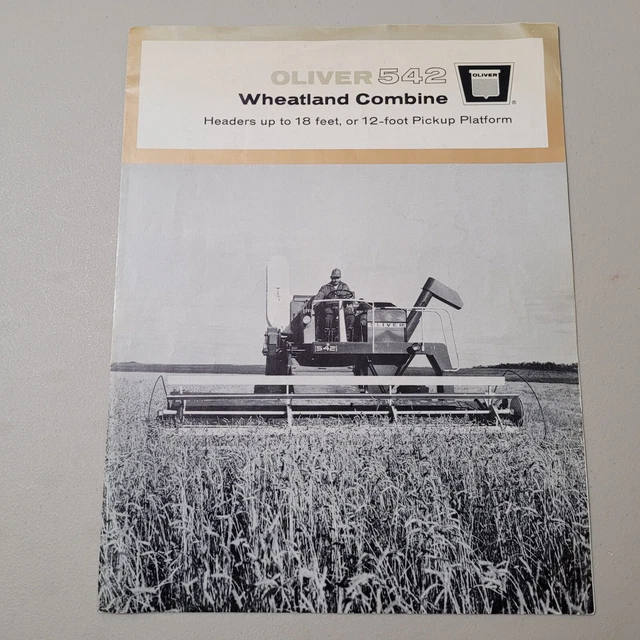 OLIVER 542
OLIVER
Wheatland Combine
®
Headers up to 18 feet, or 12-foot Pickup Platform
OLIVER
542